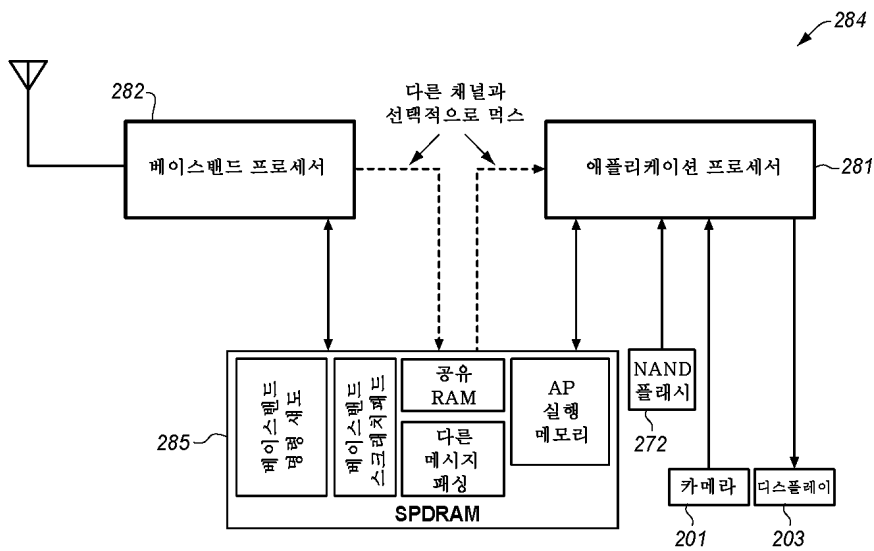 284
282
다른 채널과
선택적으로 먹스
베이스밴드 프로세서
애플리케이션 프로세서
281
베이스밴드
명령 섀도
베이스밴드
스크래치패드
공유
RAM
다른
메시지
패싱
AP
실행
메모리
285
SPDRAM
NAND
플래시
272
카메라
201
디스플레이
203